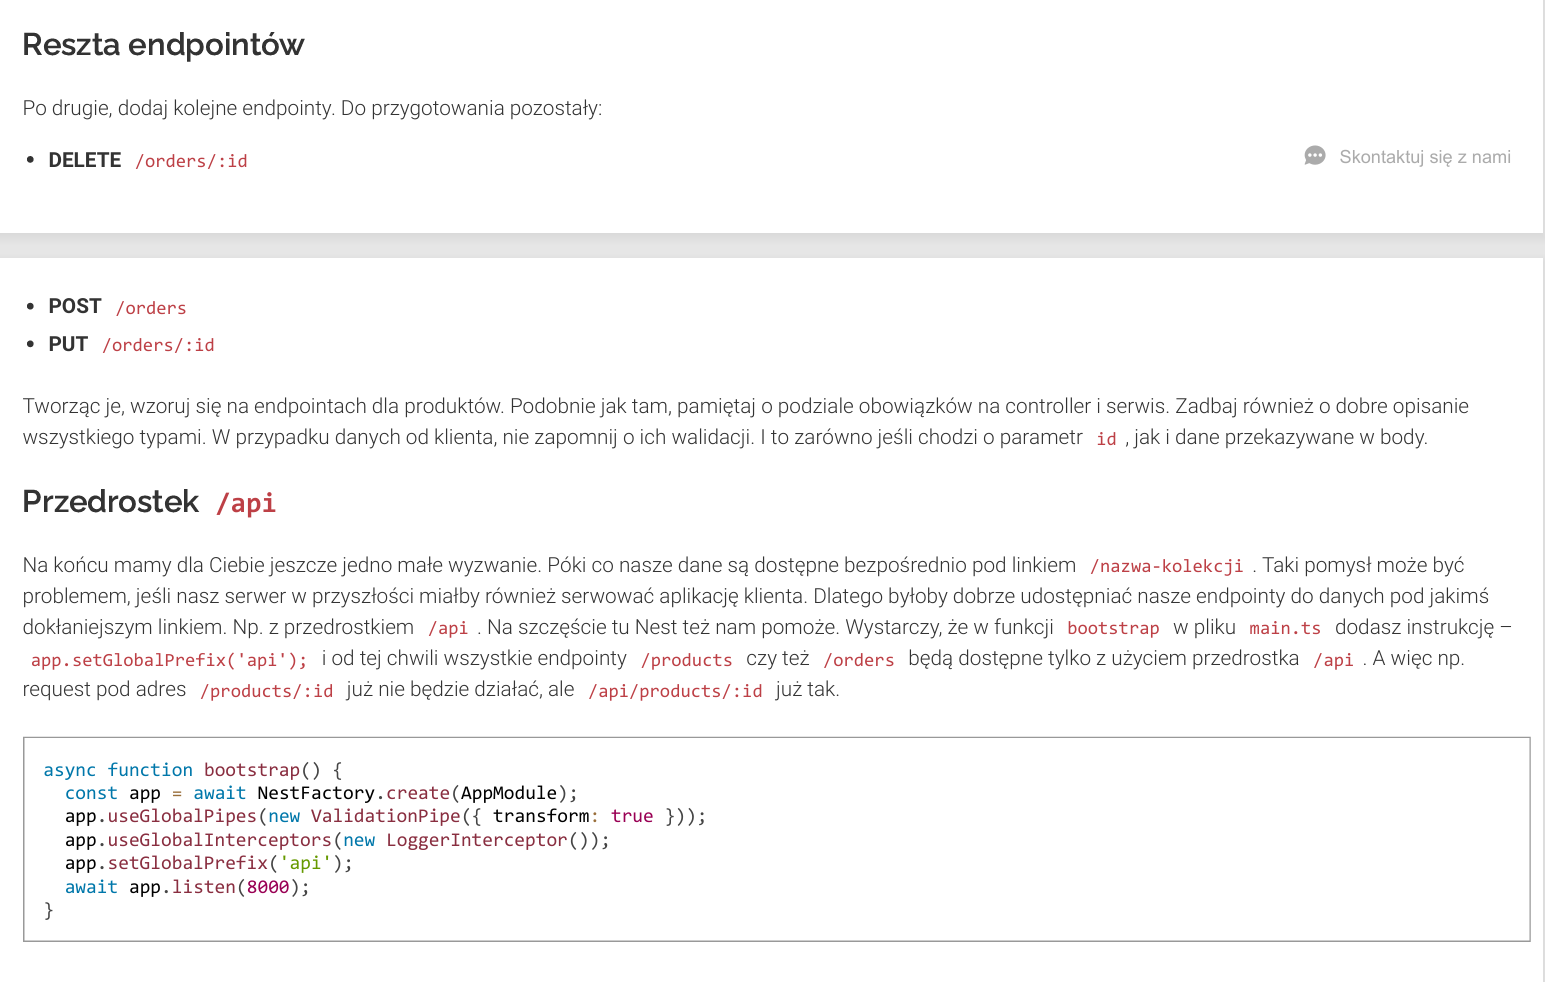 Reszta endpointów
Po drugie, dodaj kolejne endpointy. Do przygotowania pozostały:
• DELETE /orders/:id
Skontaktuj się z nami
• POST /orders
• PUT /orders/:id
Tworząc je, wzoruj się na endpointach dla produktów. Podobnie jak tam, pamiętaj o podziale obowiązków na controller i serwis. Zadbaj również o dobre opisanie
wszystkiego typami. W przypadku danych od klienta, nie zapomnij o ich walidacji. I to zarówno jeśli chodzi o parametr id , jak i dane przekazywane w body.
Przedrostek /api
Na końcu mamy dla Ciebie jeszcze jedno małe wyzwanie. Póki co nasze dane są dostępne bezpośrednio pod linkiem /nazwa-kolekcji . Taki pomysł może być
problemem, jeśli nasz serwer w przyszłości miałby również serwować aplikację klienta. Dlatego byłoby dobrze udostępniać nasze endpointy do danych pod jakimś
dokłaniejszym linkiem. Np. z przedrostkiem /api . Na szczęście tu Nest też nam pomoże. Wystarczy, że w funkcji bootstrap w pliku main.ts dodasz instrukcję –
app.setGlobalPrefix('api'); i od tej chwili wszystkie endpointy /products czy też /orders będą dostępne tylko z użyciem przedrostka /api . A więc np.
request pod adres /products/:id już nie będzie działać, ale /api/products/:id już tak.
async function bootstrap() {
  const app = await NestFactory.create(AppModule);
  app.useGlobalPipes(new ValidationPipe({ transform: true }));
  app.useGlobalInterceptors(new LoggerInterceptor());
  app.setGlobalPrefix('api');
  await app.listen(8000);
}